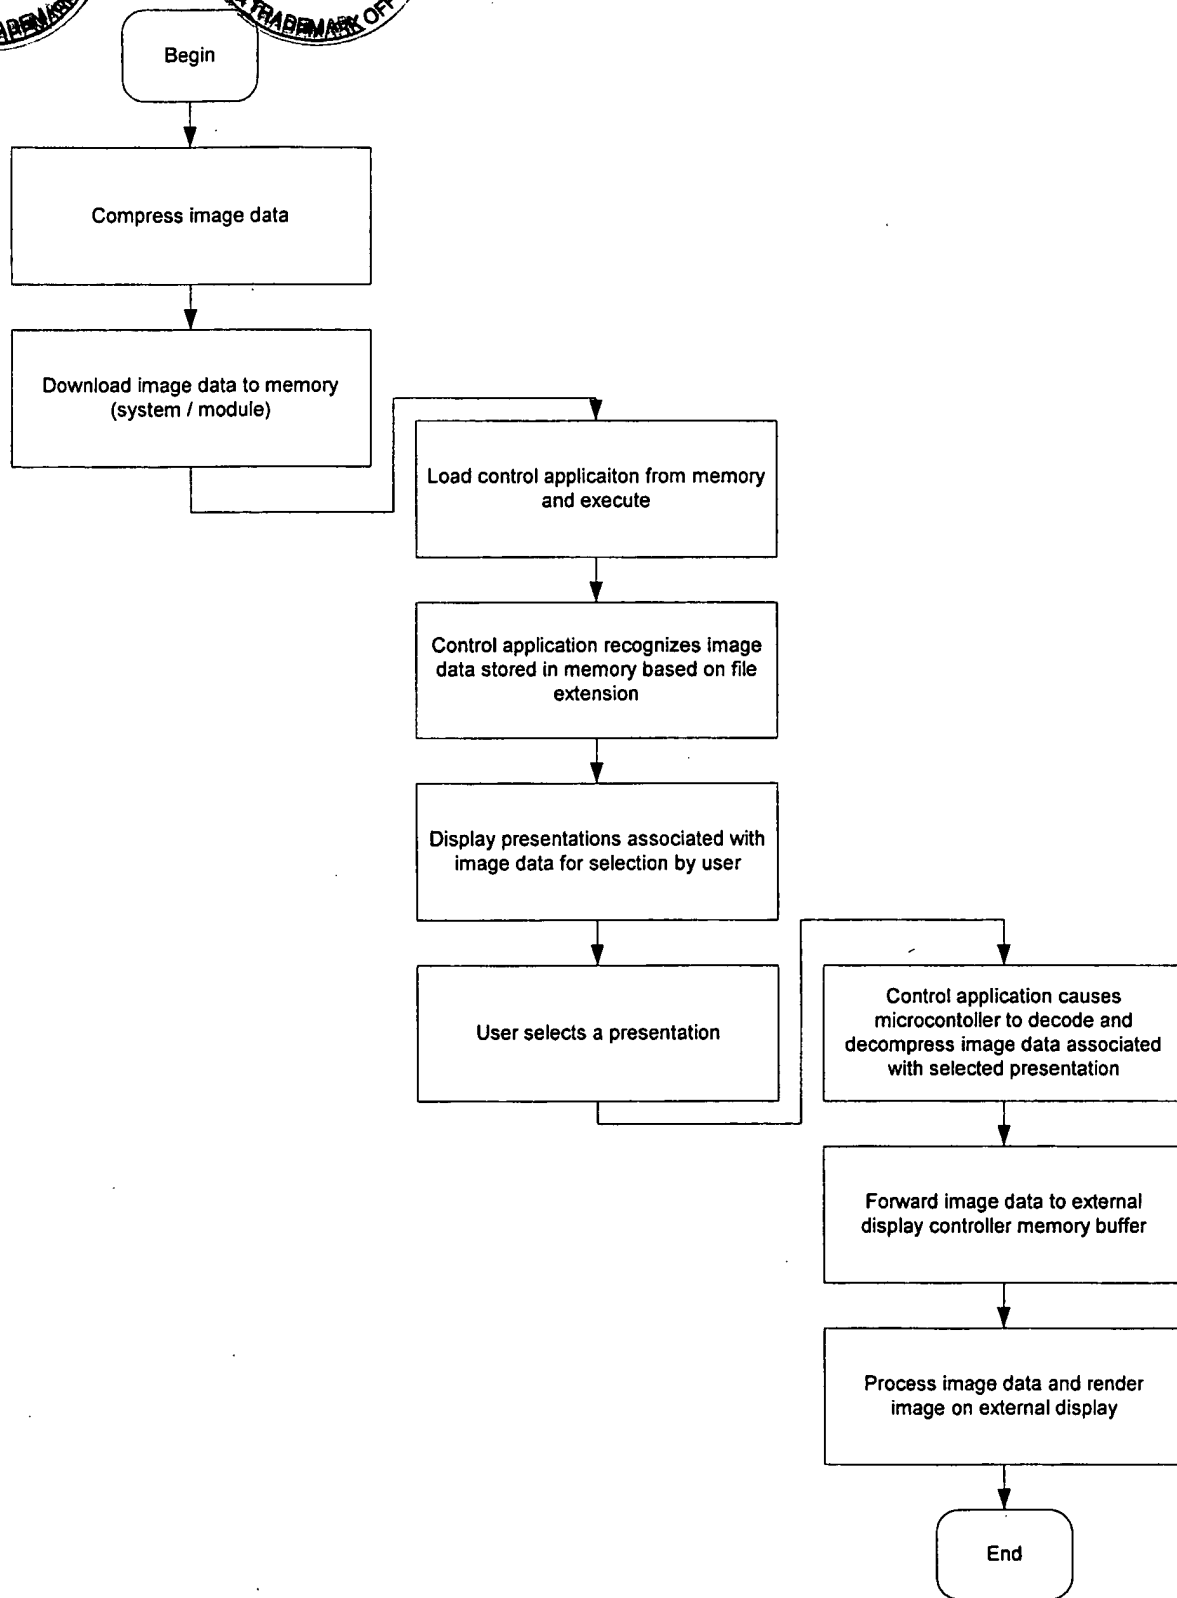 TRADEMARK OFF
Begin
Compress image data
Download image data to memory
(system / module)
Load control applicaiton from memory
and execute
Control application recognizes image
data stored in memory based on file
extension
Display presentations associated with
image data for selection by user
User selects a presentation
Control application causes
microcontoller to decode and
decompress image data associated
with selected presentation
Forward image data to external
display controller memory buffer
Process image data and render
image on external display
End